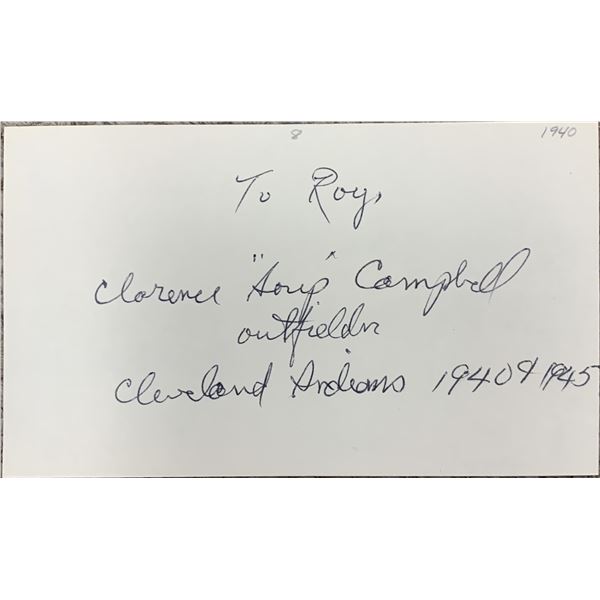 8 1940
To Roy,
Clarence "Soup" Campbell
outfielder
Cleveland Indians 1940 & 1945